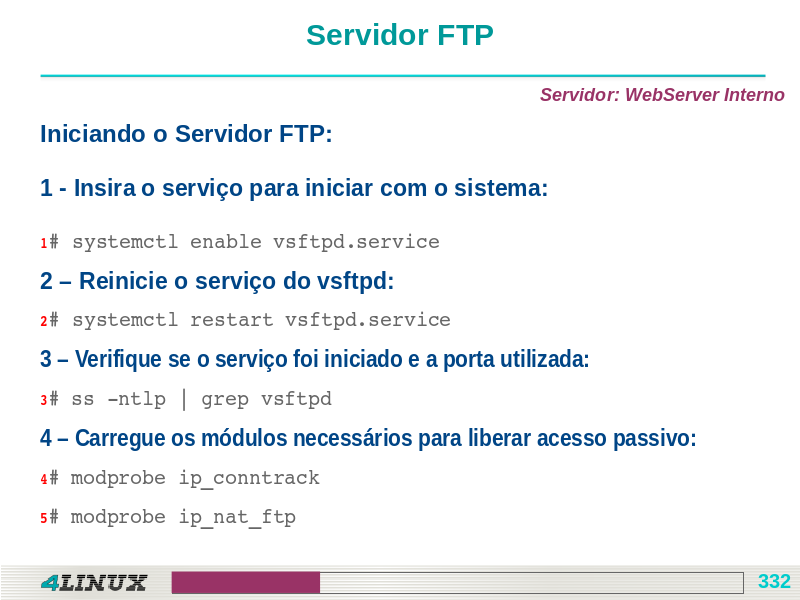 Servidor FTP
Servidor: WebServer Interno
Iniciando o Servidor FTP:
1 - Insira o serviço para iniciar com o sistema:
1# systemctl enable vsftpd.service
2 – Reinicie o serviço do vsftpd:
2# systemctl restart vsftpd.service
3 – Verifique se o serviço foi iniciado e a porta utilizada:
3# ss –ntlp | grep vsftpd
4 – Carregue os módulos necessários para liberar acesso passivo:
4# modprobe ip_conntrack
5# modprobe ip_nat_ftp
4LINUX
332